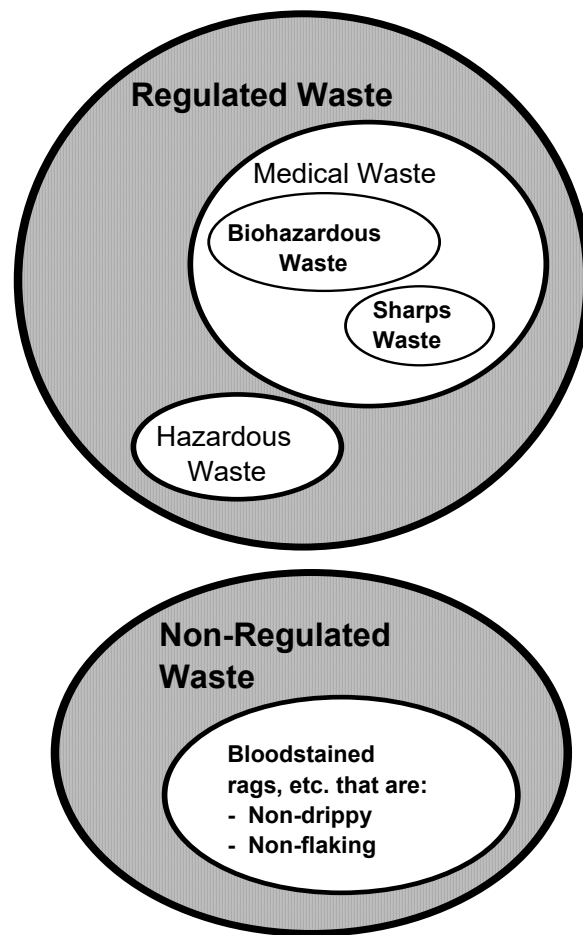 Regulated Waste
Medical Waste
Biohazardous
Waste
Sharps
Waste
Hazardous
Waste
Non-Regulated
Waste
Bloodstained
rags, etc. that are:
- Non-drippy
- Non-flaking